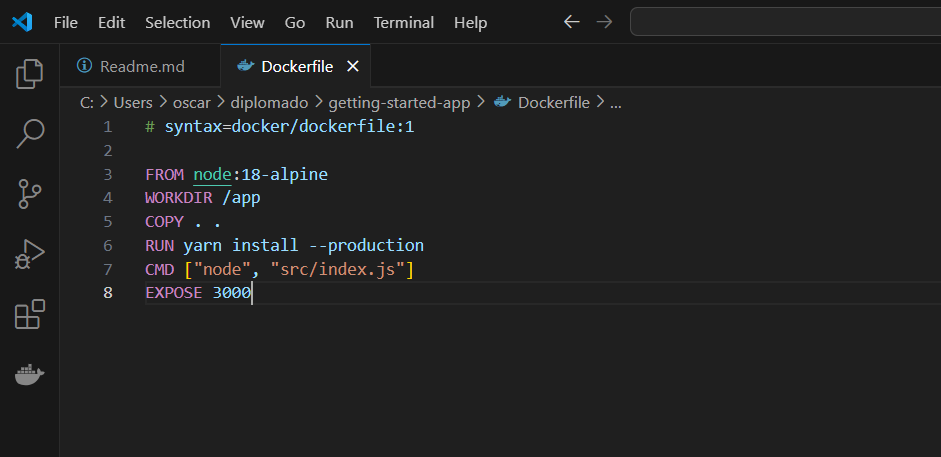 File Edit Selection View Go Run Terminal Help
Readme.md Dockerfile
C: > Users > oscar > diplomado > getting-started-app > Dockerfile > ...
1 # syntax=docker/dockerfile:1
2
3 FROM node:18-alpine
4 WORKDIR /app
5 COPY . .
6 RUN yarn install --production
7 CMD ["node", "src/index.js"]
8 EXPOSE 3000